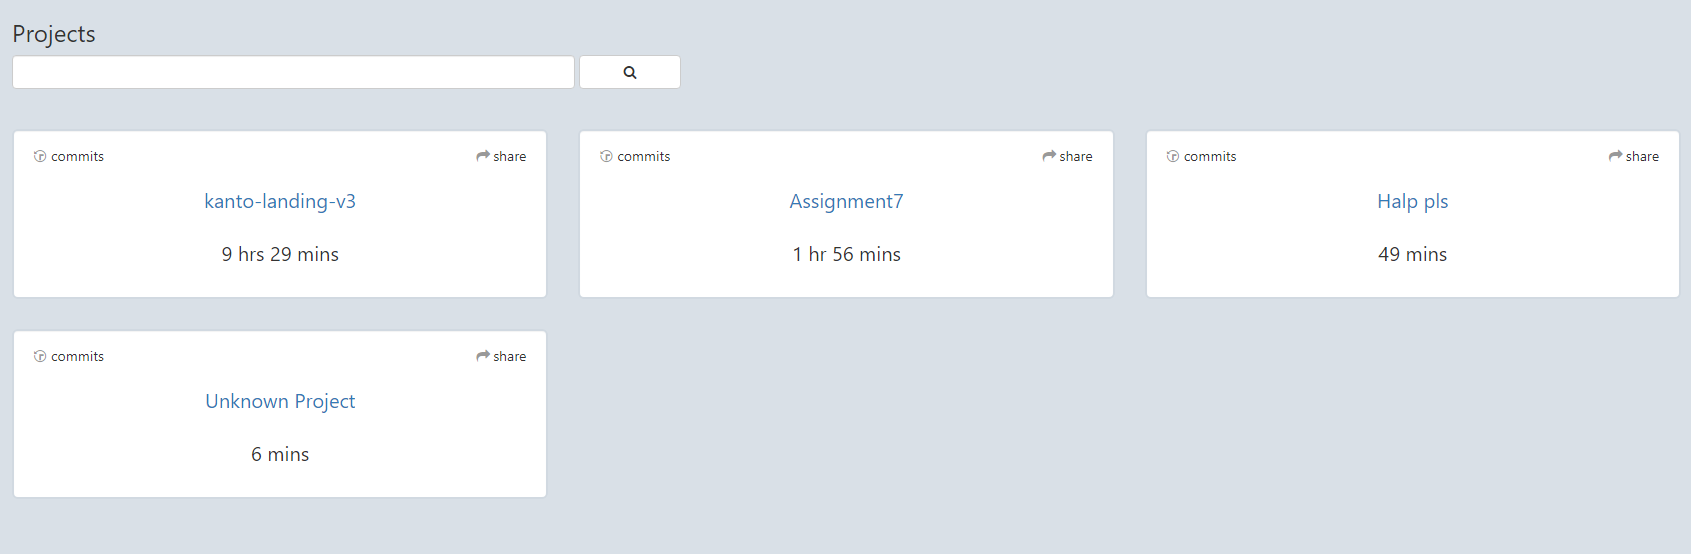 Projects
commits share commits share commits share
kanto-landing-v3 Assignment7 Halp pls
9 hrs 29 mins 1 hr 56 mins 49 mins
commits share
Unknown Project
6 mins